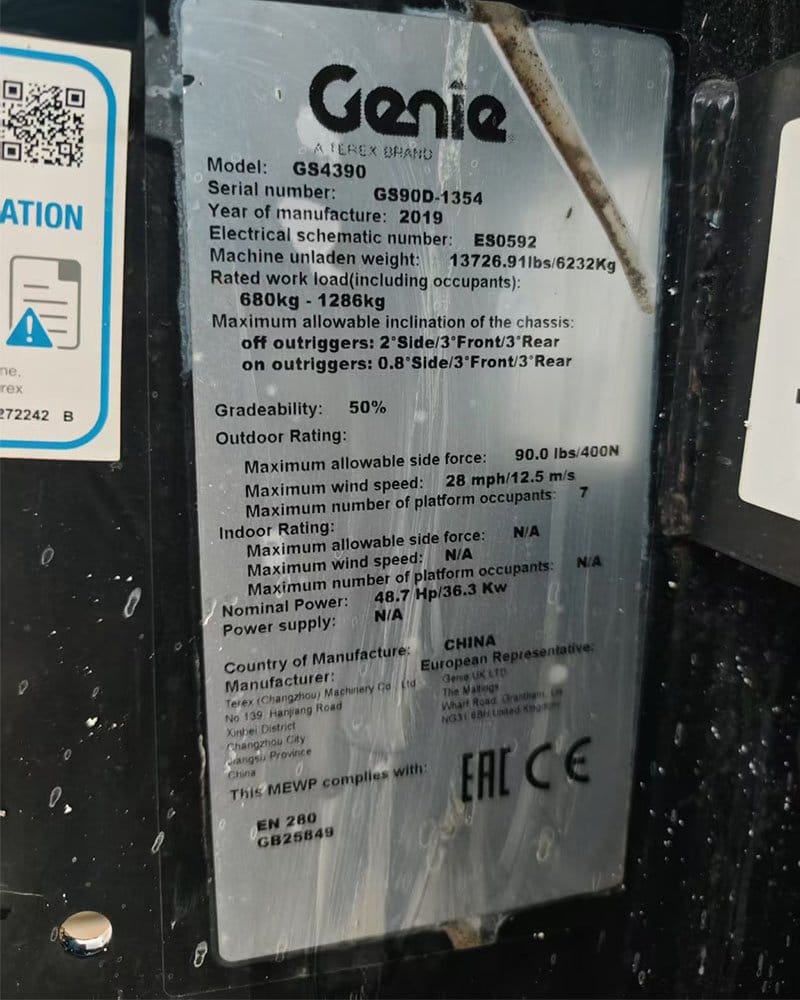 ATION
ne,
rex
272242 B
Genie
A TEREX BRAND
Model: GS4390
Serial number: GS90D-1354
Year of manufacture: 2019
Electrical schematic number: ES0592
Machine unladen weight: 13726.91lbs/6232Kg
Rated work load(including occupants):
680kg - 1286kg
Maximum allowable inclination of the chassis:
off outriggers: 2°Side/3°Front/3°Rear
on outriggers: 0.8°Side/3°Front/3°Rear
Gradeability: 50%
Outdoor Rating:
Maximum allowable side force: 90.0 lbs/400N
Maximum wind speed: 28 mph/12.5 m/s
Maximum number of platform occupants: 7
Indoor Rating:
Maximum allowable side force: N/A
Maximum wind speed: N/A
Maximum number of platform occupants: N/A
Nominal Power: 48.7 Hp/36.3 Kw
Power supply: N/A
Country of Manufacture: CHINA
Manufacturer: European Representative:
Terex (Changzhou) Machinery Co., Ltd Genie UK LTD
No 139 Hanjiang Road The Maltings
Xinbei District Wharf Road, Grantham,
Changzhou City NG31 6BH United Kingdom
Jiangsu Province
China
This MEWP complies with: EAC CE
EN 280
GB25849